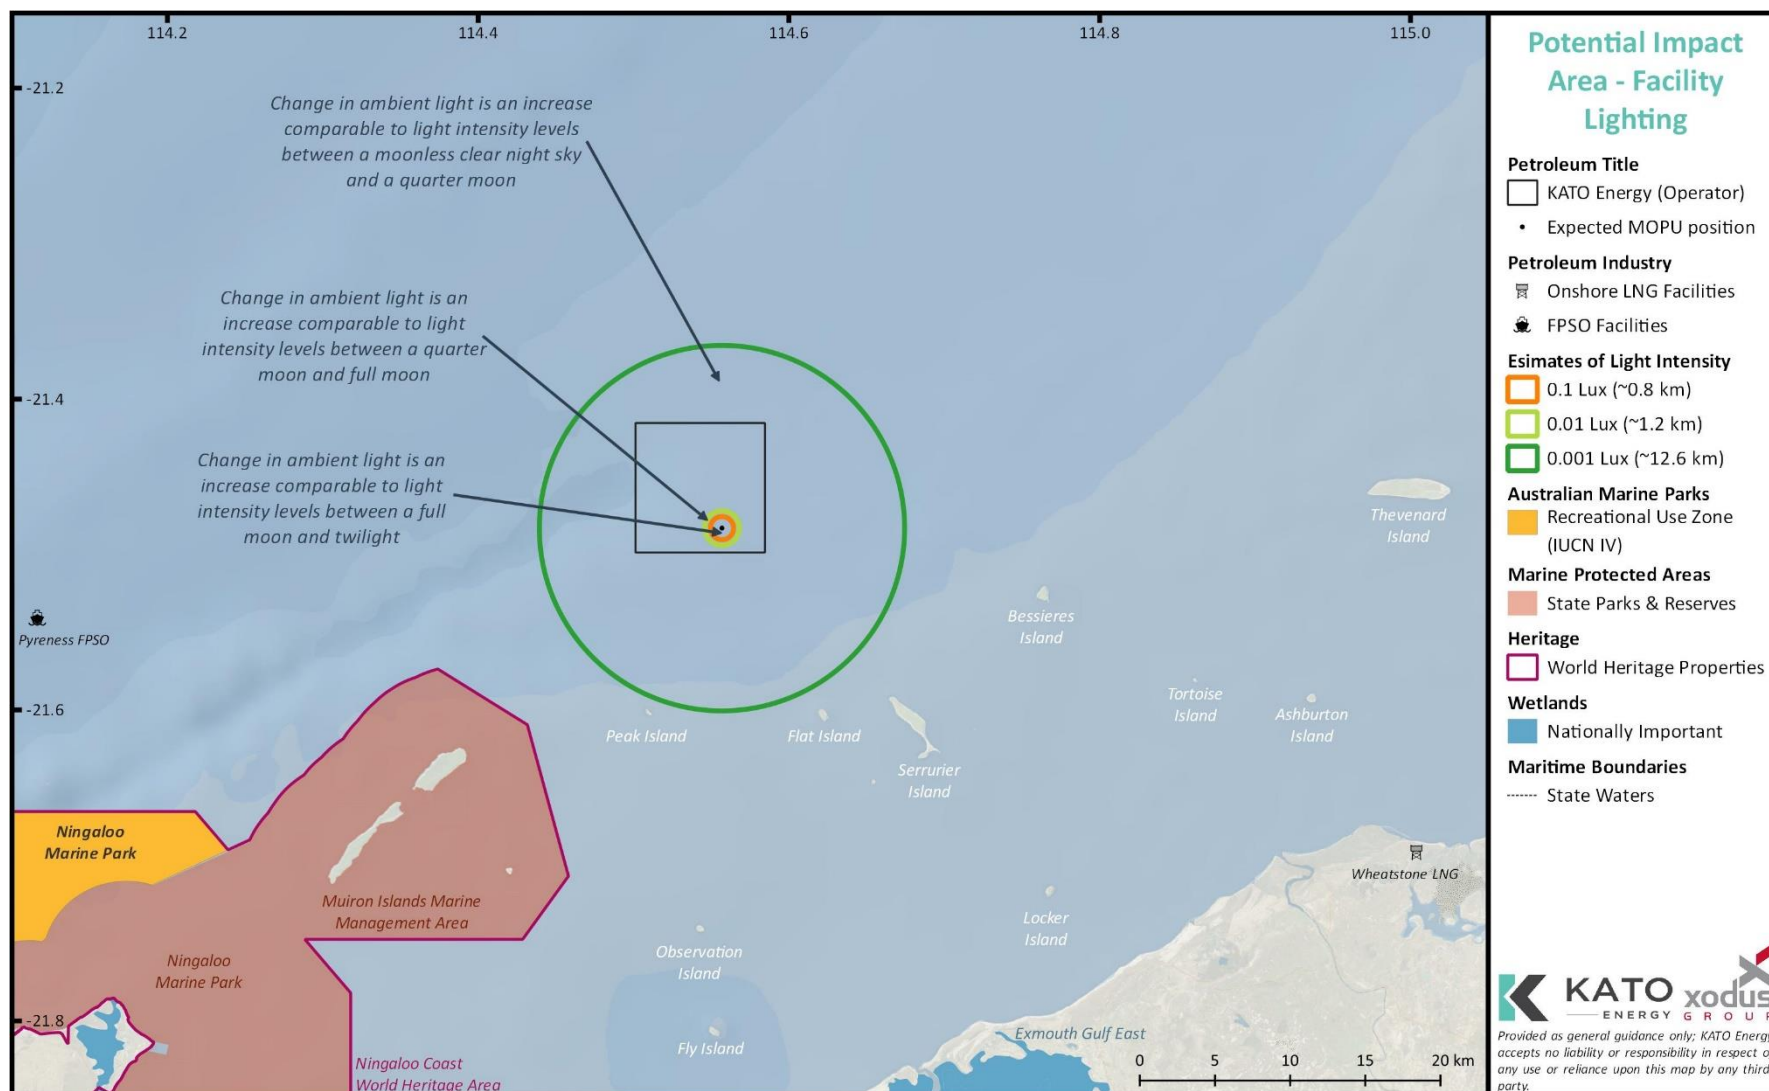 114.2
114.4
114.6
114.8
115.0
-21.2
-21.4
-21.6
-21.8
Change in ambient light is an increase
comparable to light intensity levels
between a moonless clear night sky
and a quarter moon
Change in ambient light is an
increase comparable to light
intensity levels between a quarter
moon and full moon
Change in ambient light is an
increase comparable to light
intensity levels between a full
moon and twilight
Pyreness FPSO
Thevenard
Island
Bessieres
Island
Tortoise
Island
Ashburton
Island
Peak Island
Flat Island
Serrurier
Island
Ningaloo
Marine Park
Muiron Islands Marine
Management Area
Ningaloo
Marine Park
Wheatstone LNG
Locker
Island
Observation
Island
Fly Island
Exmouth Gulf East
Ningaloo Coast
World Heritage Area
0 5 10 15 20 km
Potential Impact
Area - Facility
Lighting
Petroleum Title
KATO Energy (Operator)
Expected MOPU position
Petroleum Industry
Onshore LNG Facilities
FPSO Facilities
Esimates of Light Intensity
0.1 Lux (~0.8 km)
0.01 Lux (~1.2 km)
0.001 Lux (~12.6 km)
Australian Marine Parks
Recreational Use Zone
(IUCN IV)
Marine Protected Areas
State Parks & Reserves
Heritage
World Heritage Properties
Wetlands
Nationally Important
Maritime Boundaries
State Waters
KATO
ENERGY
xodus
GROUP
Provided as general guidance only; KATO Energy
accepts no liability or responsibility in respect o
any use or reliance upon this map by any third
party.